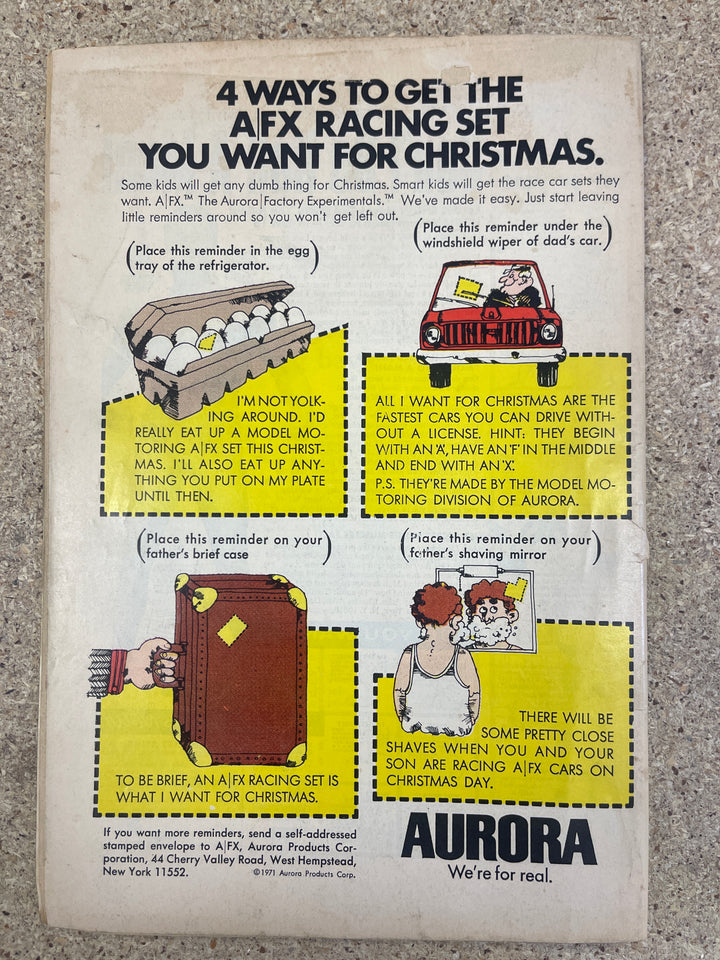 4 WAYS TO GET THE
A|FX RACING SET
YOU WANT FOR CHRISTMAS.
Some kids will get any dumb thing for Christmas. Smart kids will get the race car sets they
want. A|FX.™ The Aurora|Factory Experimentals.™ We've made it easy. Just start leaving
little reminders around so you won't get left out.
(Place this reminder in the egg
tray of the refrigerator.)
I'M NOT YOLK-
ING AROUND. I'D
REALLY EAT UP A MODEL MO-
TORING A|FX SET THIS CHRIST-
MAS. I'LL ALSO EAT UP ANY-
THING YOU PUT ON MY PLATE
UNTIL THEN.
(Place this reminder under the
windshield wiper of dad's car.)
ALL I WANT FOR CHRISTMAS ARE THE
FASTEST CARS YOU CAN DRIVE WITH-
OUT A LICENSE. HINT: THEY BEGIN
WITH AN 'A', HAVE AN 'F' IN THE MIDDLE
AND END WITH AN 'X'.
P.S. THEY'RE MADE BY THE MODEL MO-
TORING DIVISION OF AURORA.
(Place this reminder on your
father's brief case)
TO BE BRIEF, AN A|FX RACING SET IS
WHAT I WANT FOR CHRISTMAS.
(Place this reminder on your
father's shaving mirror)
THERE WILL BE
SOME PRETTY CLOSE
SHAVES WHEN YOU AND YOUR
SON ARE RACING A|FX CARS ON
CHRISTMAS DAY.
If you want more reminders, send a self-addressed
stamped envelope to A|FX, Aurora Products Cor-
poration, 44 Cherry Valley Road, West Hempstead,
New York 11552. ©1971 Aurora Products Corp.
AURORA
We're for real.